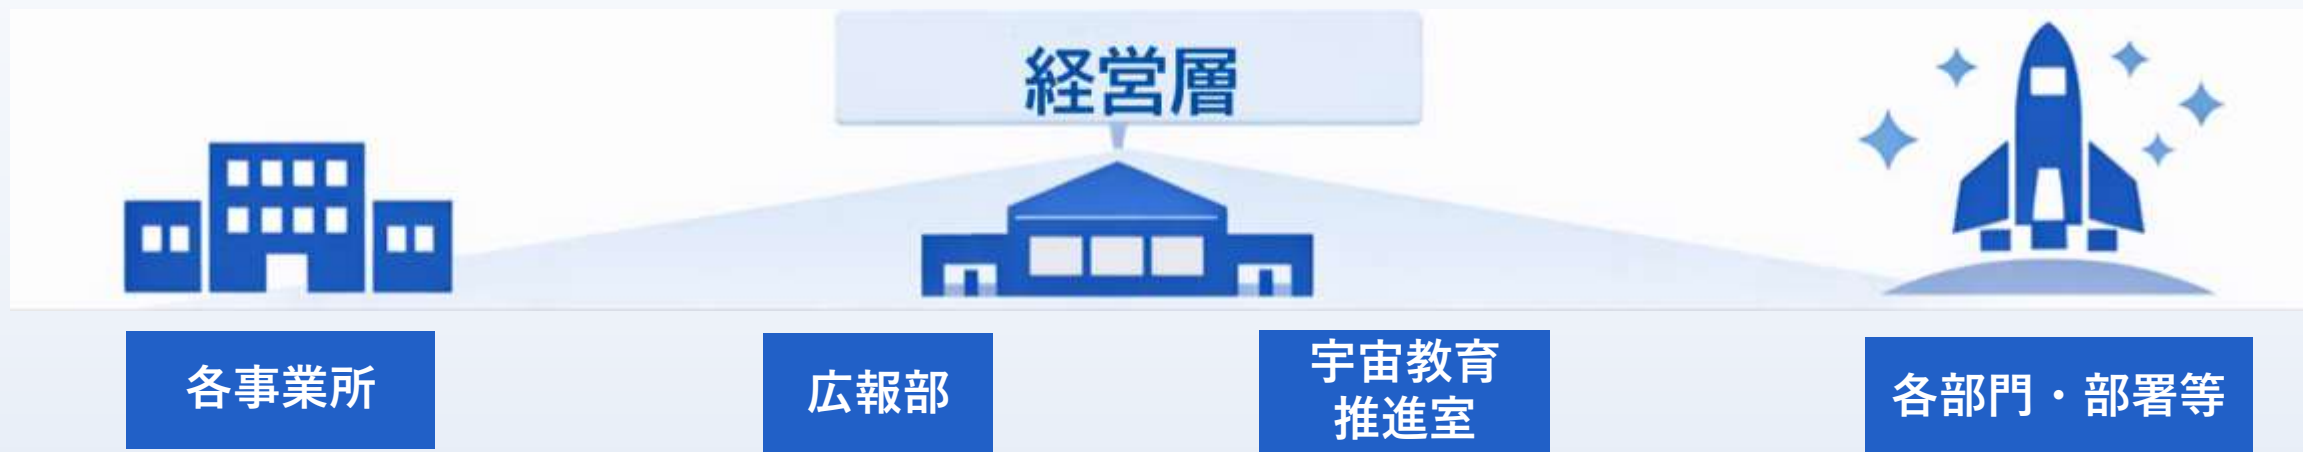 経営層
各事業所
広報部
宇宙教育
推進室
各部門・部署等